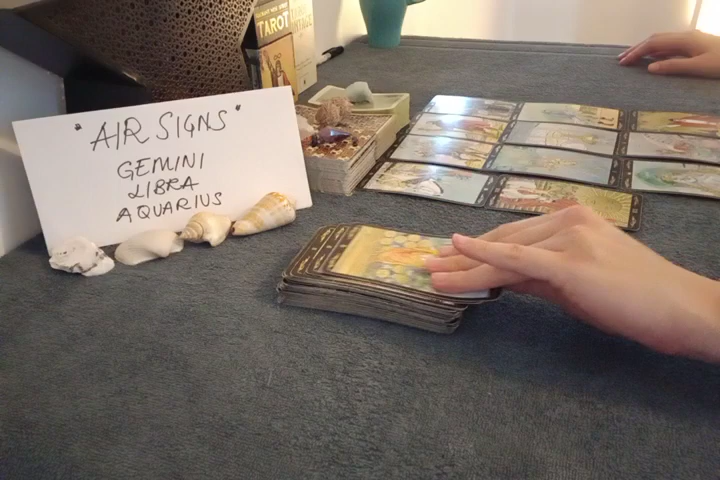 "AIR SIGNS"
GEMINI
LIBRA
AQUARIUS
TAROT